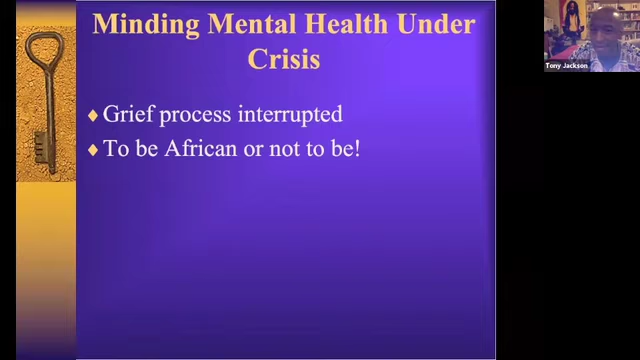 Minding Mental Health Under
Crisis
Grief process interrupted
To be African or not to be!
Tony Jackson